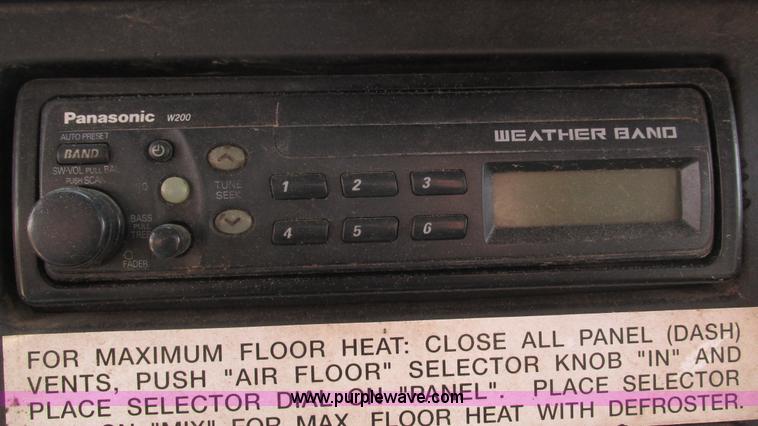 Panasonic W200
WEATHER BAND
AUTO PRESET
BAND
SW-VOL PULL BAL
PUSH SCAN
TUNE
SEEK
1 2 3
BASS
PULL
4 5 6
FADER
FOR MAXIMUM FLOOR HEAT: CLOSE ALL PANEL (DASH)
VENTS, PUSH "AIR FLOOR" SELECTOR KNOB "IN" AND
PLACE SELECTOR DIAL ON "PANEL". PLACE SELECTOR
www.purplewave.com
ON "MIX" FOR MAX. FLOOR HEAT WITH DEFROSTER.